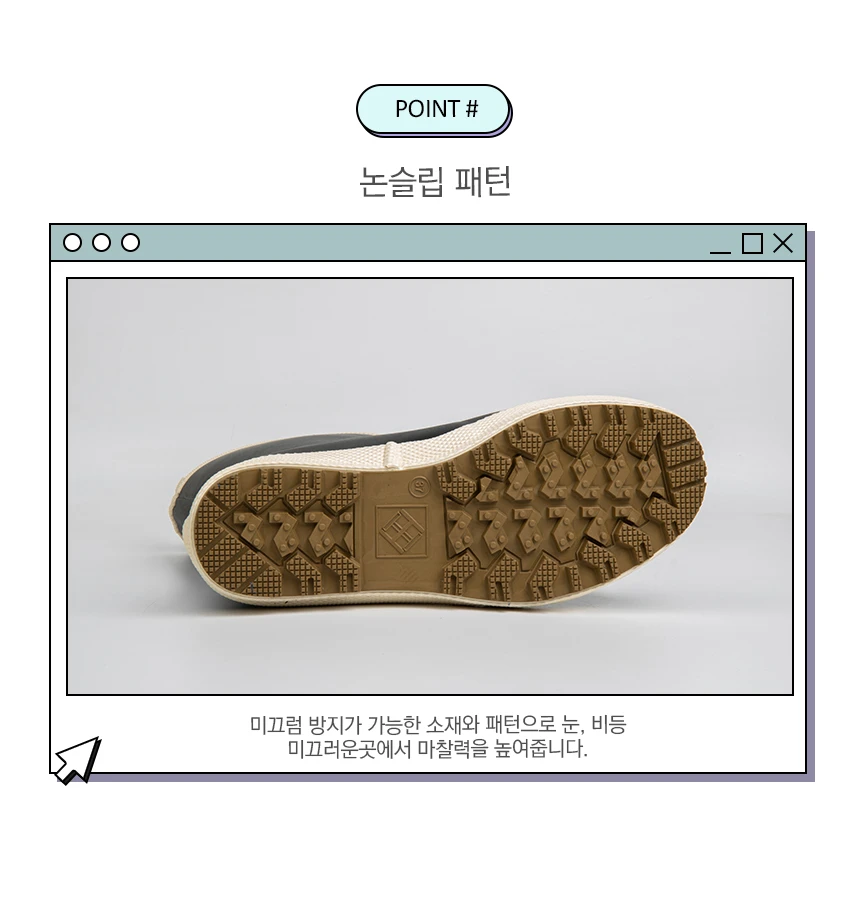 POINT #
논슬립 패턴
미끄럼 방지가 가능한 소재와 패턴으로 눈, 비등
미끄러운곳에서 마찰력을 높여줍니다.